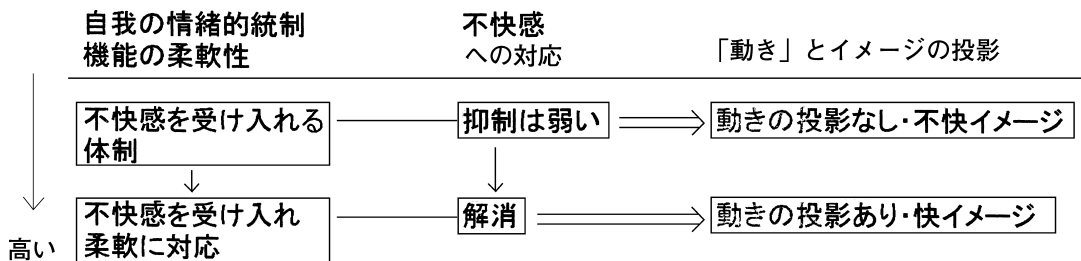 自我の情緒的統制
機能の柔軟性
不快感
への対応
「動き」とイメージの投影
不快感を受け入れる
体制
抑制は弱い
動きの投影なし・不快イメージ
不快感を受け入れ
柔軟に対応
解消
動きの投影あり・快イメージ
高い